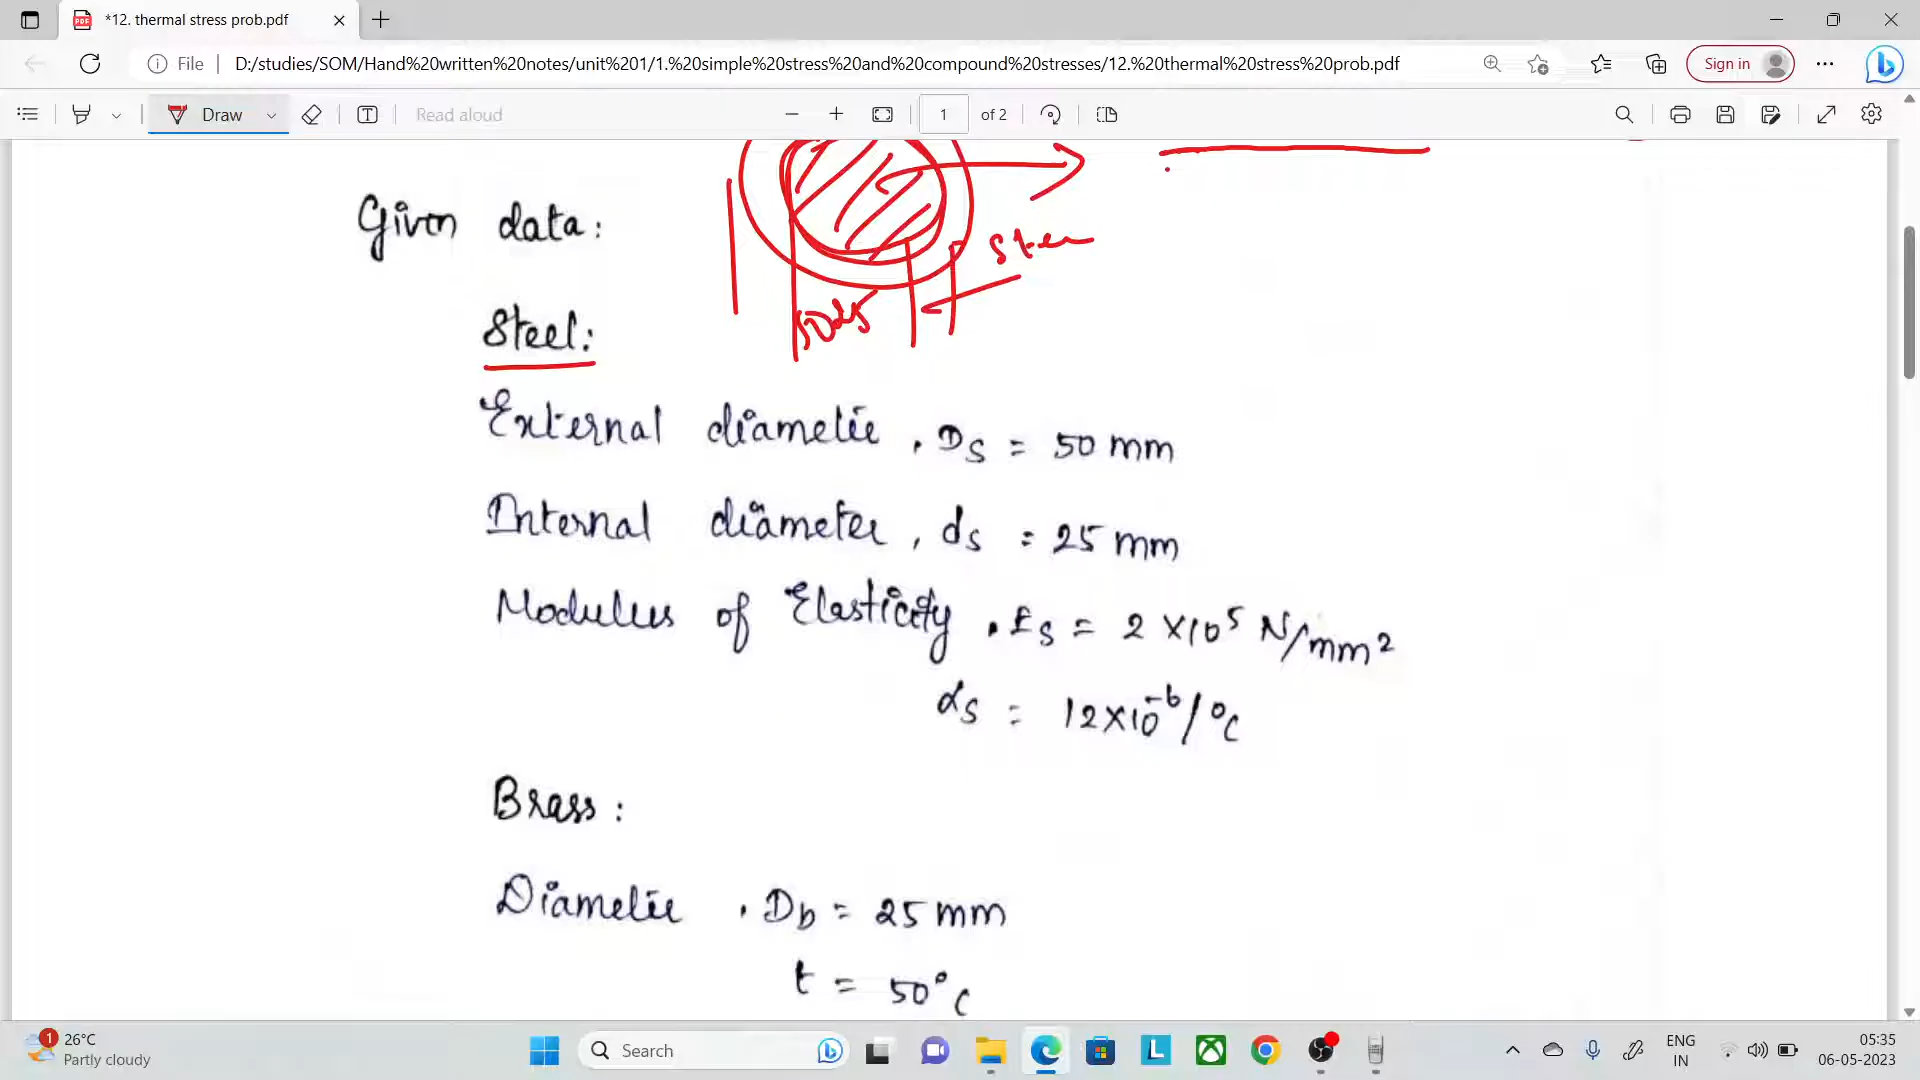 *12. thermal stress prob.pdf
File
D:/studies/SOM/Hand%20written%20notes/unit%201/1.%20simple%20stress%20and%20compound%20stresses/12.%20thermal%20stress%20prob.pdf
Sign in
Draw
Read aloud
1 of 2
Given data:
Steel:
External diameter, Ds = 50 mm
Internal diameter, ds = 25 mm
Modulus of Elasticity, Es = 2 × 10⁵ N/mm²
αs = 12×10⁻⁶/°C
Brass:
Diameter, Db = 25 mm
t = 50°C
1
26°C
Partly cloudy
Search
ENG
IN
05:35
06-05-2023